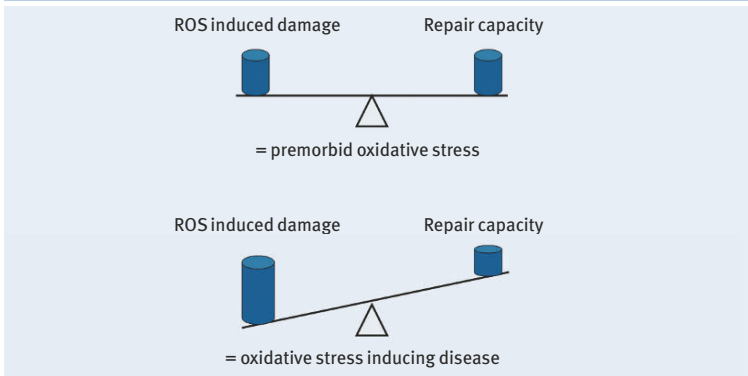 ROS induced damage Repair capacity
= premorbid oxidative stress
ROS induced damage Repair capacity
= oxidative stress inducing disease